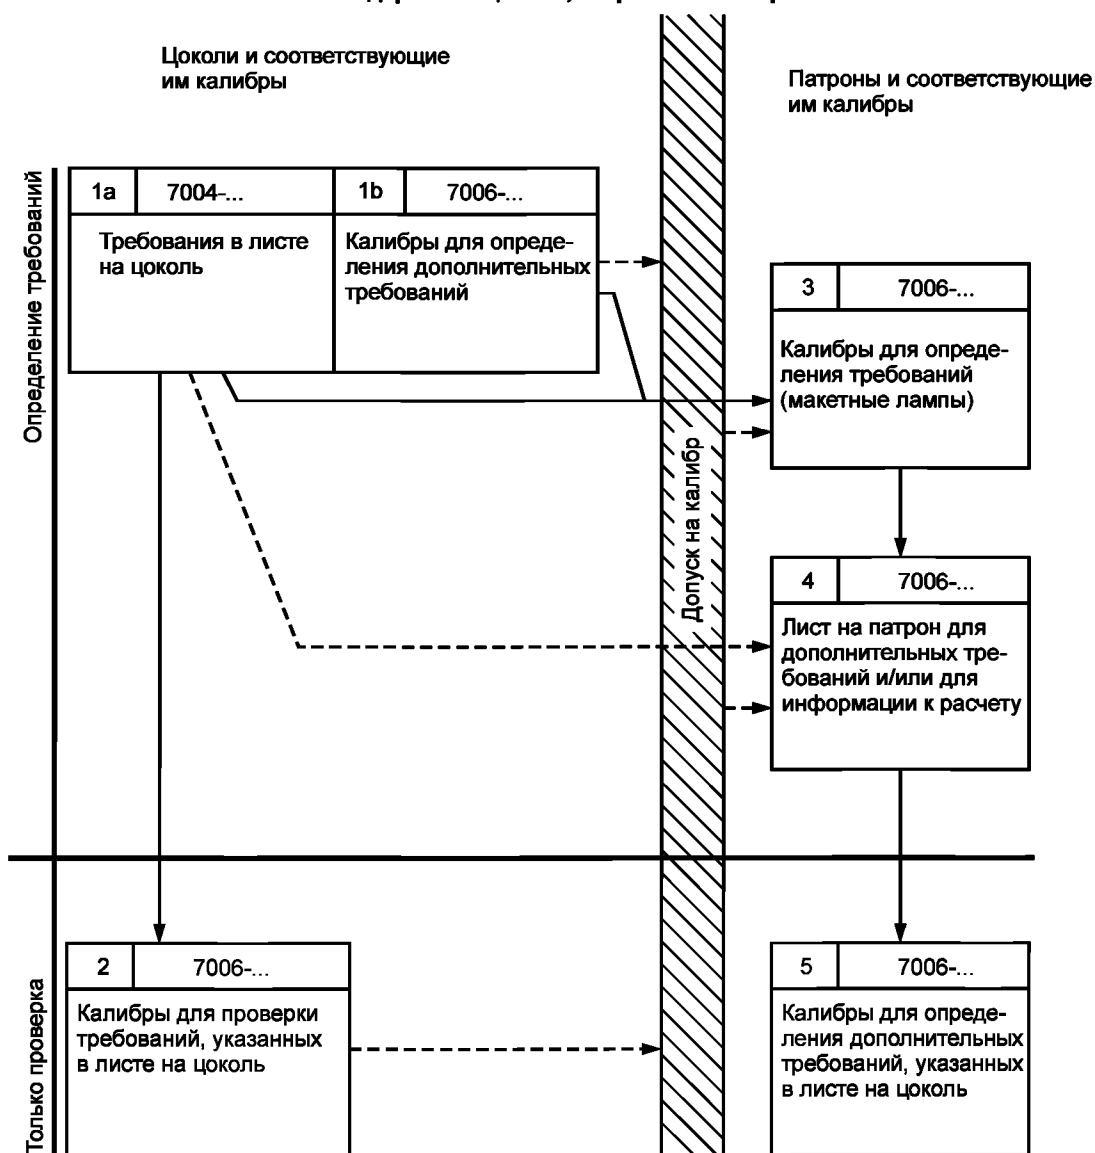 Цоколи и соответствующие
им калибры
Патроны и соответствующие
им калибры
Определение требований
1a 7004-... 1b 7006-...
Требования в листе
на цоколь
Калибры для опреде-
ления дополнительных
требований
3 7006-...
Калибры для опреде-
ления требований
(макетные лампы)
Допуск на калибр
4 7006-...
Лист на патрон для
дополнительных тре-
бований и/или для
информации к расчету
Только проверка
2 7006-...
Калибры для проверки
требований, указанных
в листе на цоколь
5 7006-...
Калибры для опреде-
ления дополнительных
требований, указанных
в листе на цоколь